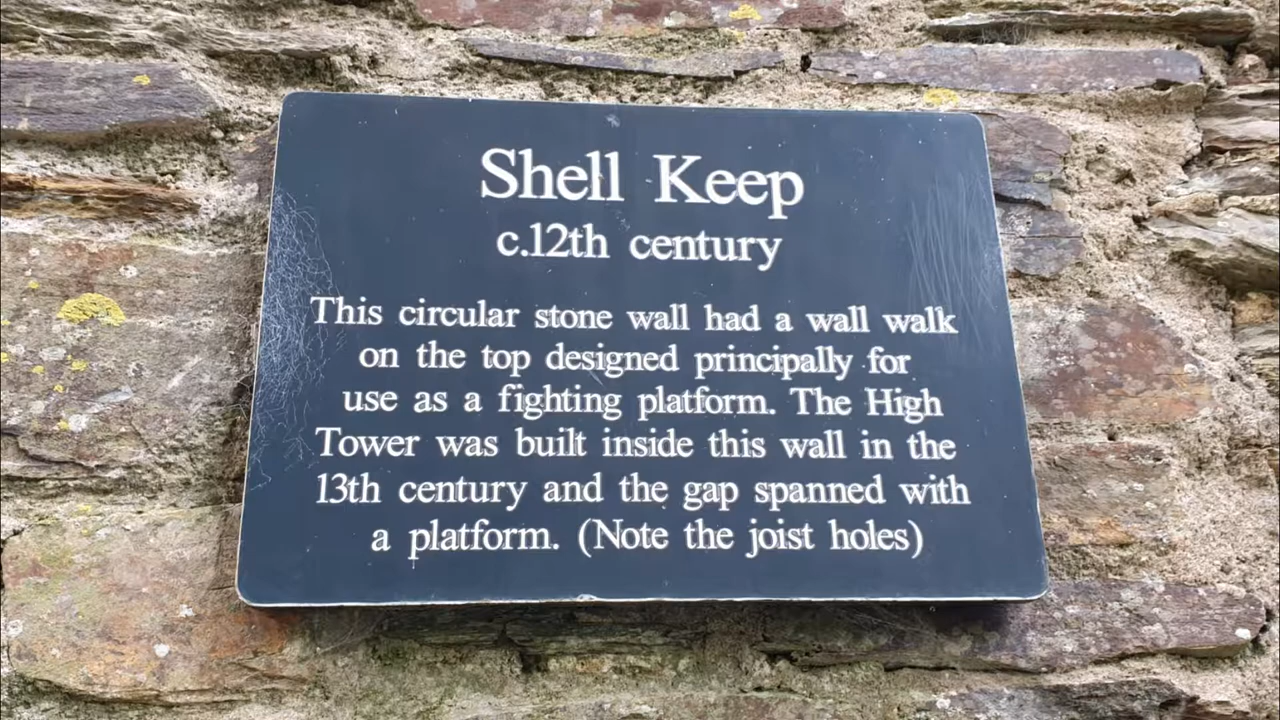 Shell Keep
c.12th century
This circular stone wall had a wall walk
on the top designed principally for
use as a fighting platform. The High
Tower was built inside this wall in the
13th century and the gap spanned with
a platform. (Note the joist holes)